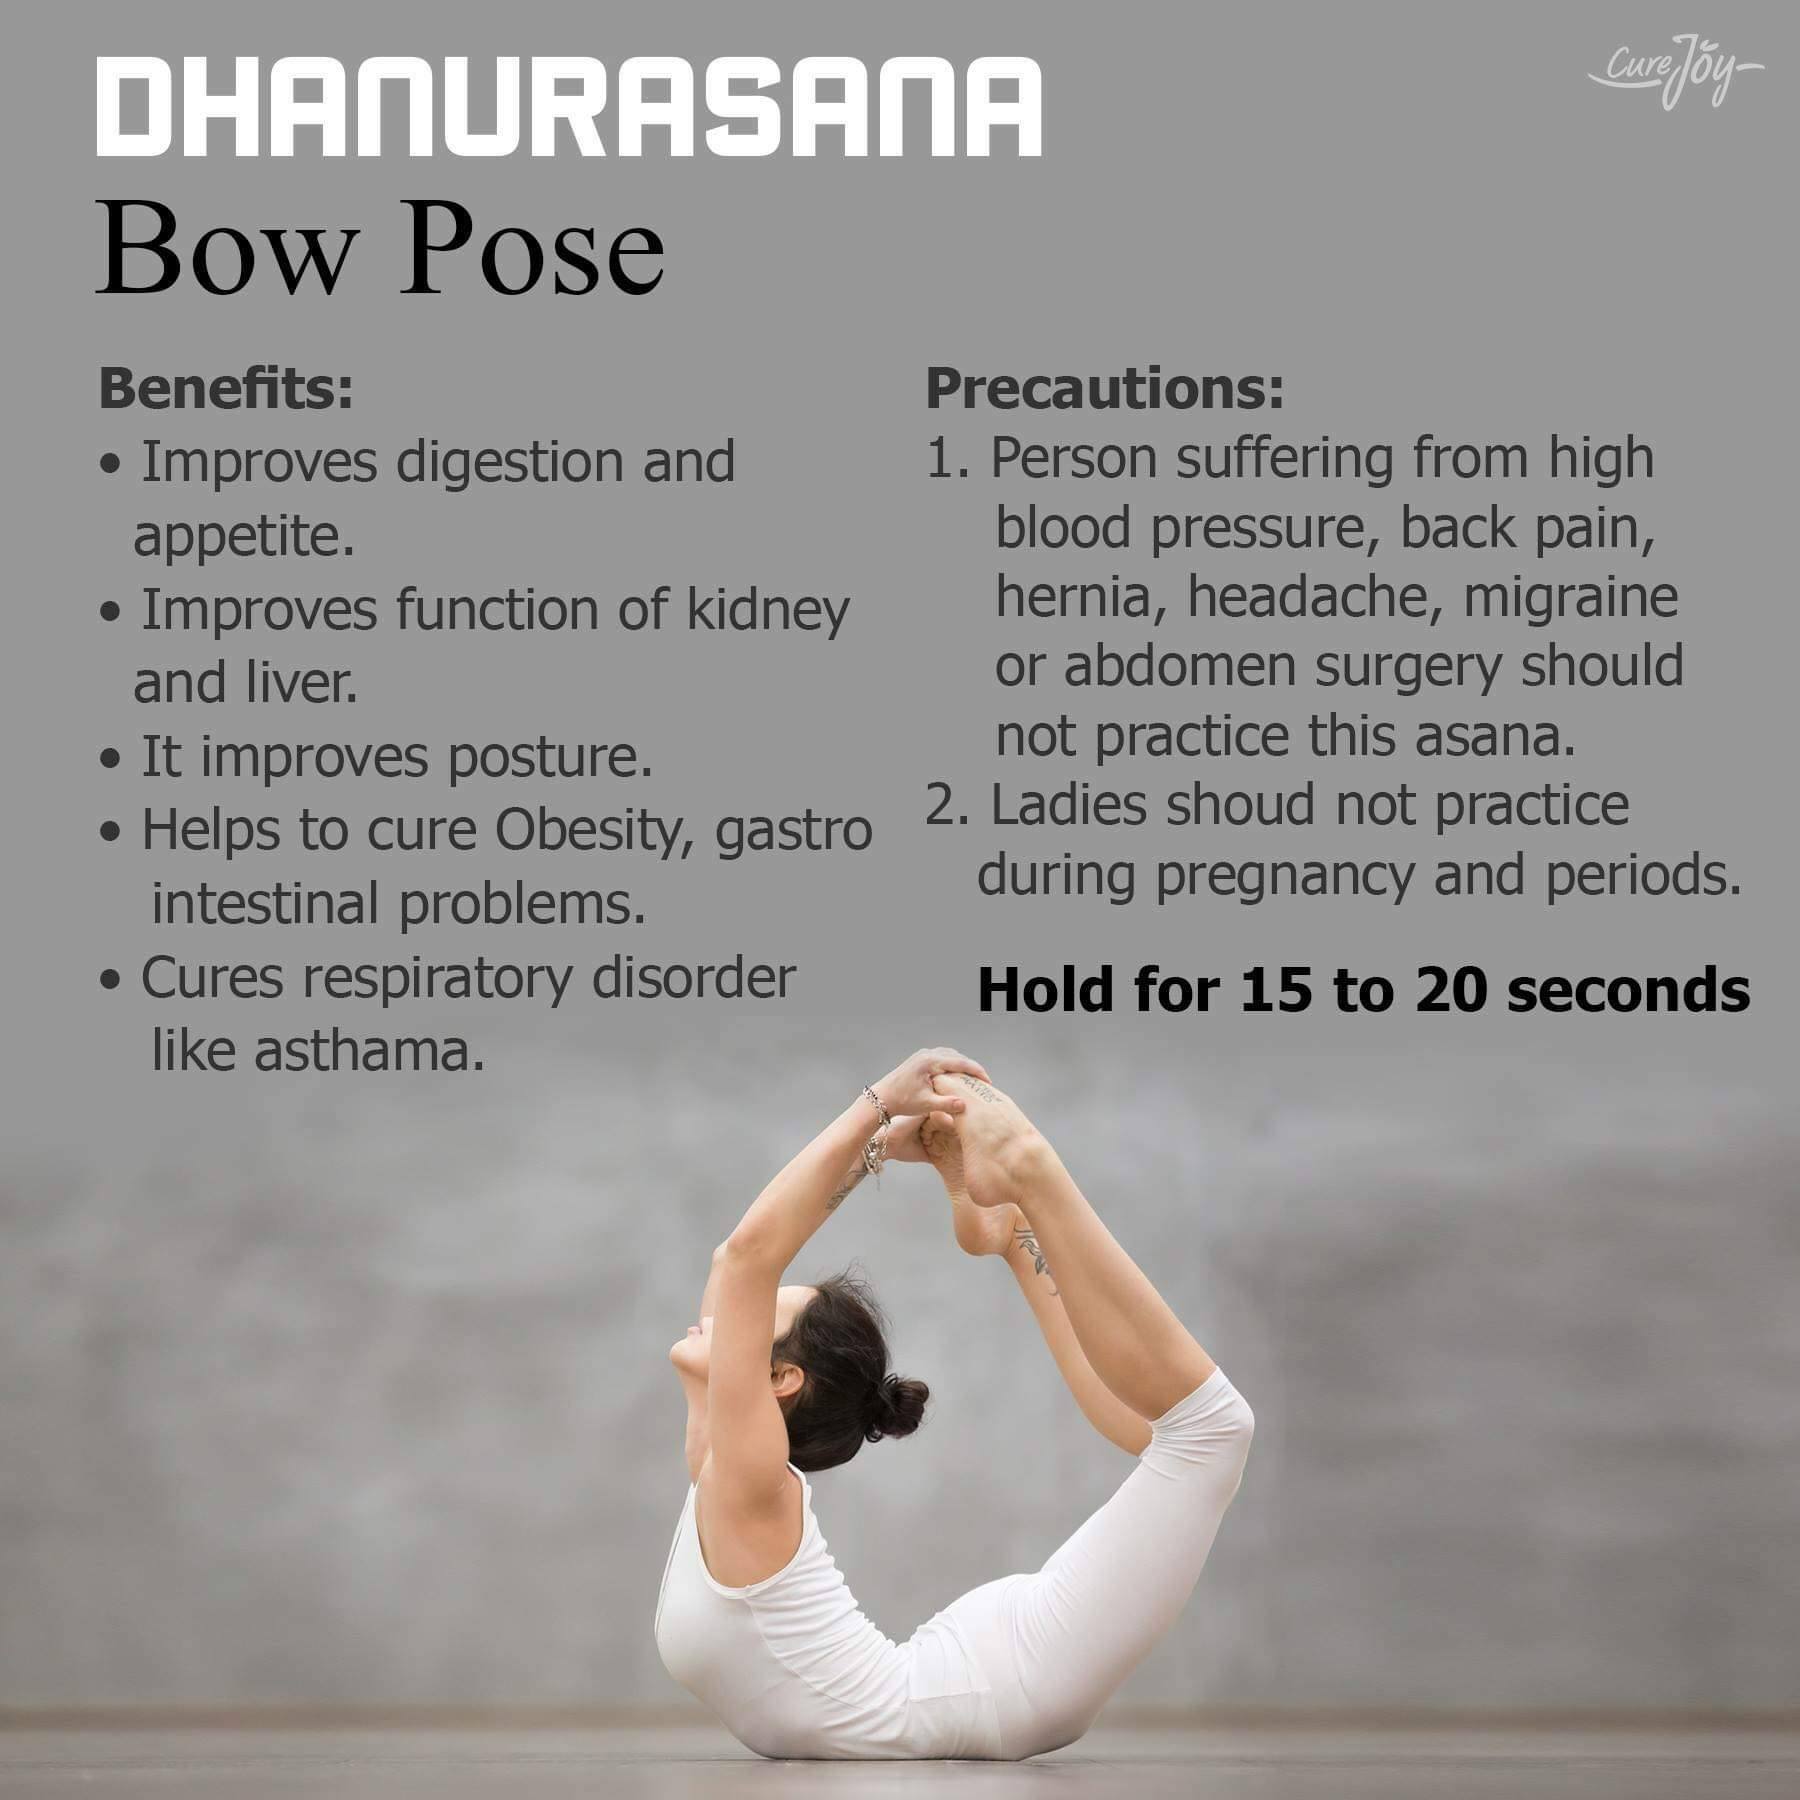 DHANURASANA
Cure Joy
Bow Pose
Benefits:
• Improves digestion and
appetite.
• Improves function of kidney
and liver.
• It improves posture.
• Helps to cure Obesity, gastro
intestinal problems.
• Cures respiratory disorder
like asthama.
Precautions:
1. Person suffering from high
blood pressure, back pain,
hernia, headache, migraine
or abdomen surgery should
not practice this asana.
2. Ladies shoud not practice
during pregnancy and periods.
Hold for 15 to 20 seconds